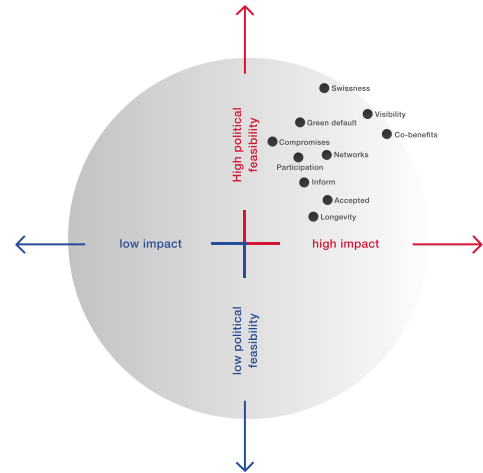 Swissness
Visibility
Green default
Co-benefits
Compromises
Networks
Participation
Inform
Accepted
Longevity
High political
feasibility
low impact
high impact
low political
feasibility